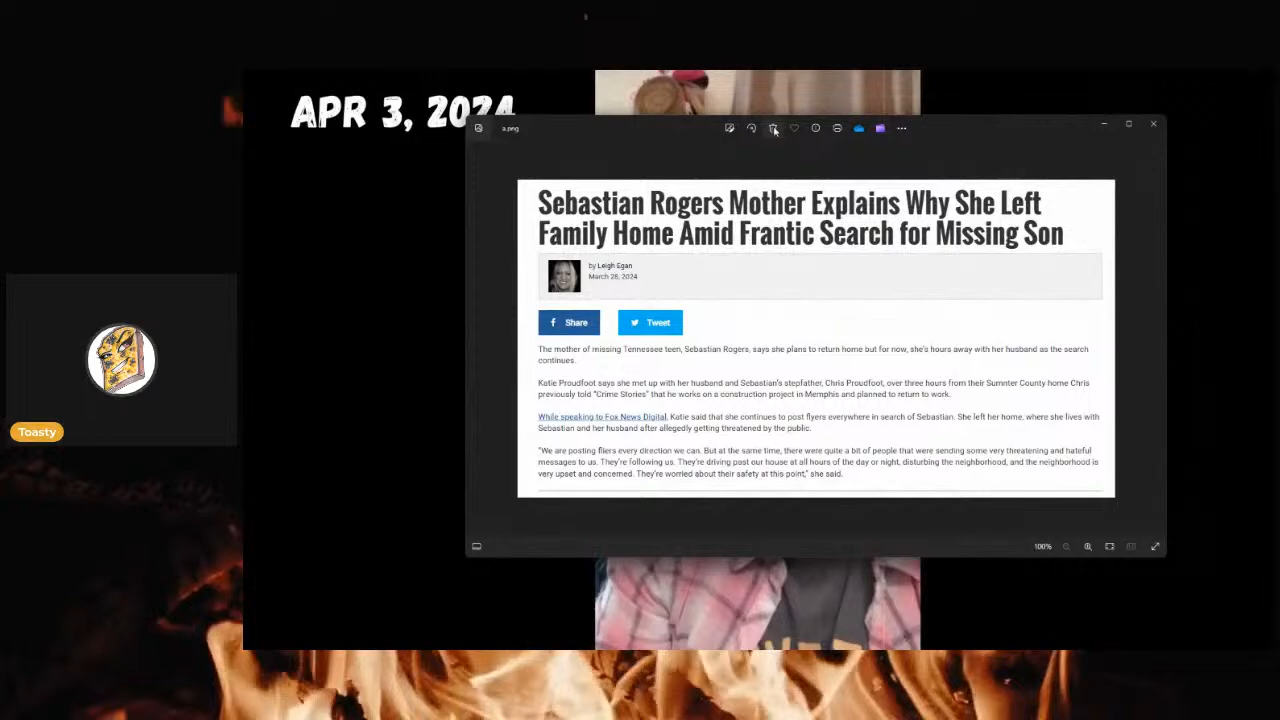 APR 3, 2024
a.png
Sebastian Rogers Mother Explains Why She Left
Family Home Amid Frantic Search for Missing Son
by Leigh Egan
March 28, 2024
Share
Tweet
The mother of missing Tennessee teen, Sebastian Rogers, says she plans to return home but for now, she's hours away with her husband as the search
continues.
Katie Proudfoot says she met up with her husband and Sebastian's stepfather, Chris Proudfoot, over three hours from their Sumnter County home Chris
previously told “Crime Stories” that he works on a construction project in Memphis and planned to return to work.
While speaking to Fox News Digital, Katie said that she continues to post flyers everywhere in search of Sebastian. She left her home, where she lives with
Sebastian and her husband after allegedly getting threatened by the public.
“We are posting fliers every direction we can. But at the same time, there were quite a bit of people that were sending some very threatening and hateful
messages to us. They're following us. They're driving past our house at all hours of the day or night, disturbing the neighborhood, and the neighborhood is
very upset and concerned. They're worried about their safety at this point,” she said.
Toasty
100%